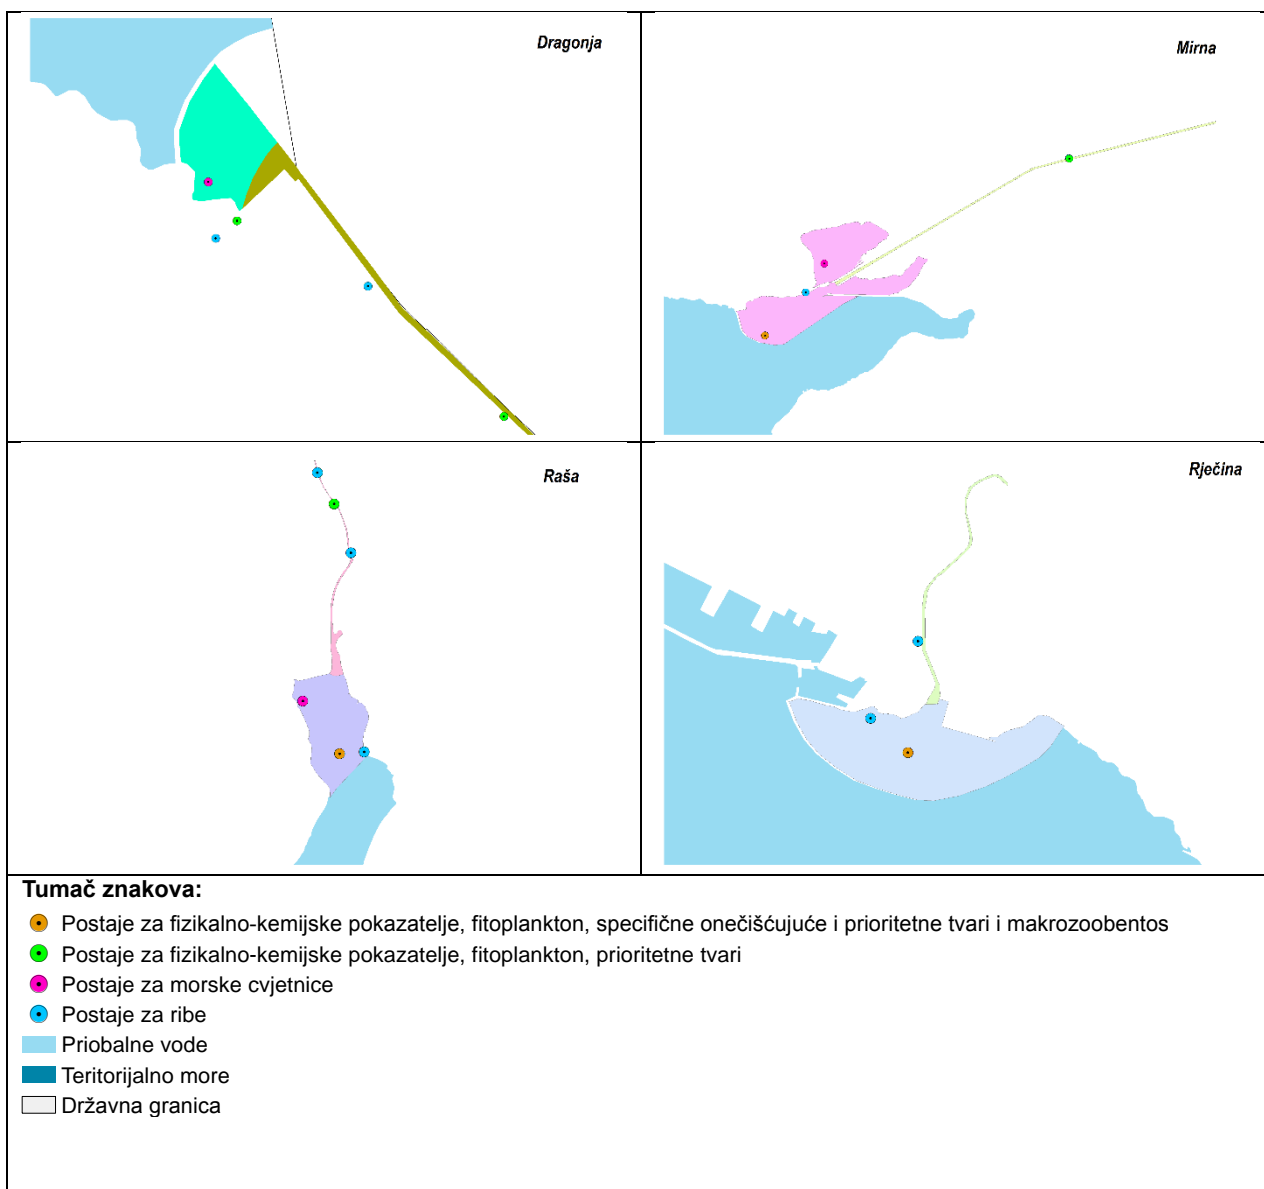 Dragonja
Mirna
Raša
Rječina
Tumač znakova:
Postaje za fizikalno-kemijske pokazatelje, fitoplankton, specifične onečišćujuće i prioritetne tvari i makrozoobentos
Postaje za fizikalno-kemijske pokazatelje, fitoplankton, prioritetne tvari
Postaje za morske cvjetnice
Postaje za ribe
Priobalne vode
Teritorijalno more
Državna granica